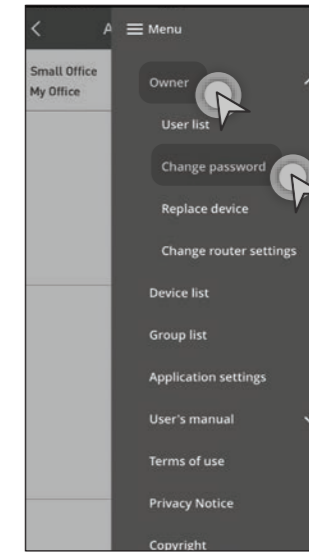 A
Menu
Small Office
My Office
Owner
User list
Change password
Replace device
Change router settings
Device list
Group list
Application settings
User's manual
Terms of use
Privacy Notice
Copyright